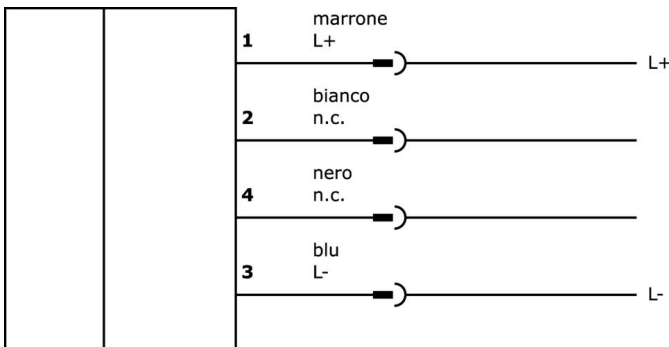 marrone
1 L+
L+
bianco
2 n.c.
nero
4 n.c.
blu
3 L-
L-